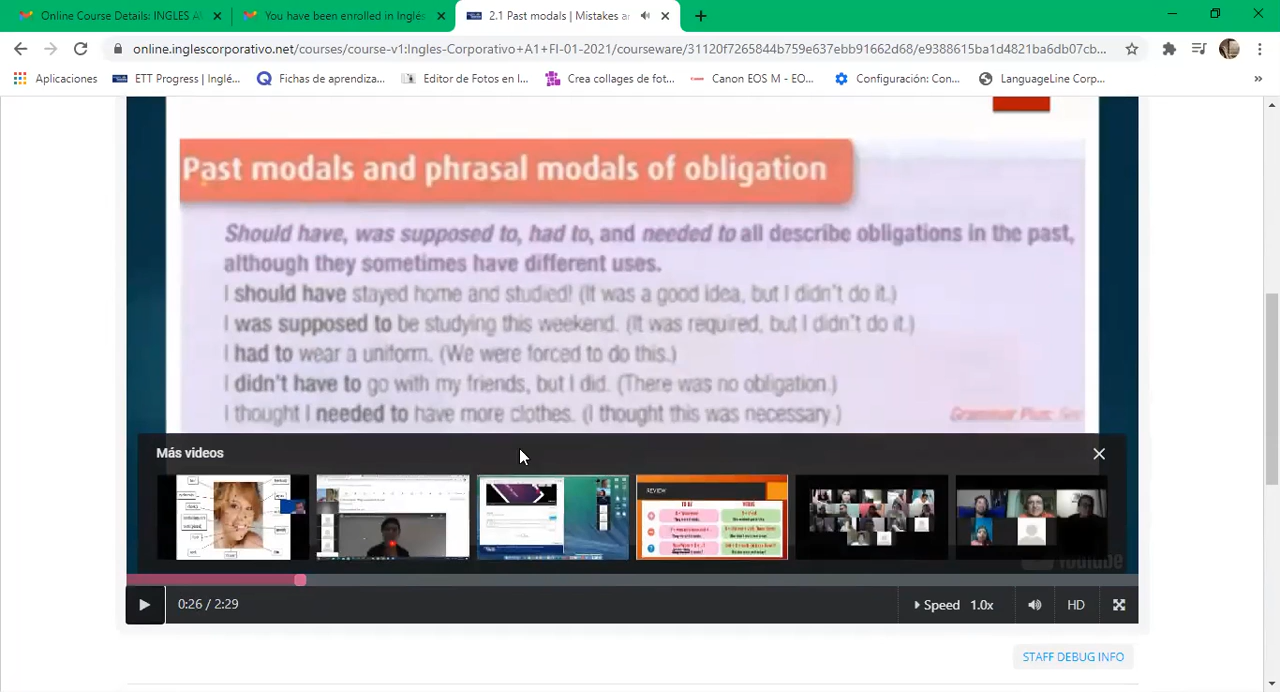 Online Course Details: INGLES AV
You have been enrolled in Inglés
2.1 Past modals | Mistakes a
online.inglescorporativo.net/courses/course-v1:Ingles-Corporativo+A1+FI-01-2021/courseware/31120f7265844b759e637ebb91662d68/e9388615ba1d4821ba6db07cb...
Aplicaciones
ETT Progress | Inglé...
Fichas de aprendiza...
Editor de Fotos en l...
Crea collages de fot...
Canon EOS M - EO...
Configuración: Con...
LanguageLine Corp...
»
Past modals and phrasal modals of obligation
Should have, was supposed to, had to, and needed to all describe obligations in the past,
although they sometimes have different uses.
I should have stayed home and studied! (It was a good idea, but I didn't do it.)
I was supposed to be studying this weekend. (It was required, but I didn't do it.)
I had to wear a uniform. (We were forced to do this.)
I didn't have to go with my friends, but I did. (There was no obligation.)
I thought I needed to have more clothes. (I thought this was necessary.)
Grammar Plus:
Más videos
REVIEW
YouTube
0:26 / 2:29
Speed 1.0x
HD
STAFF DEBUG INFO